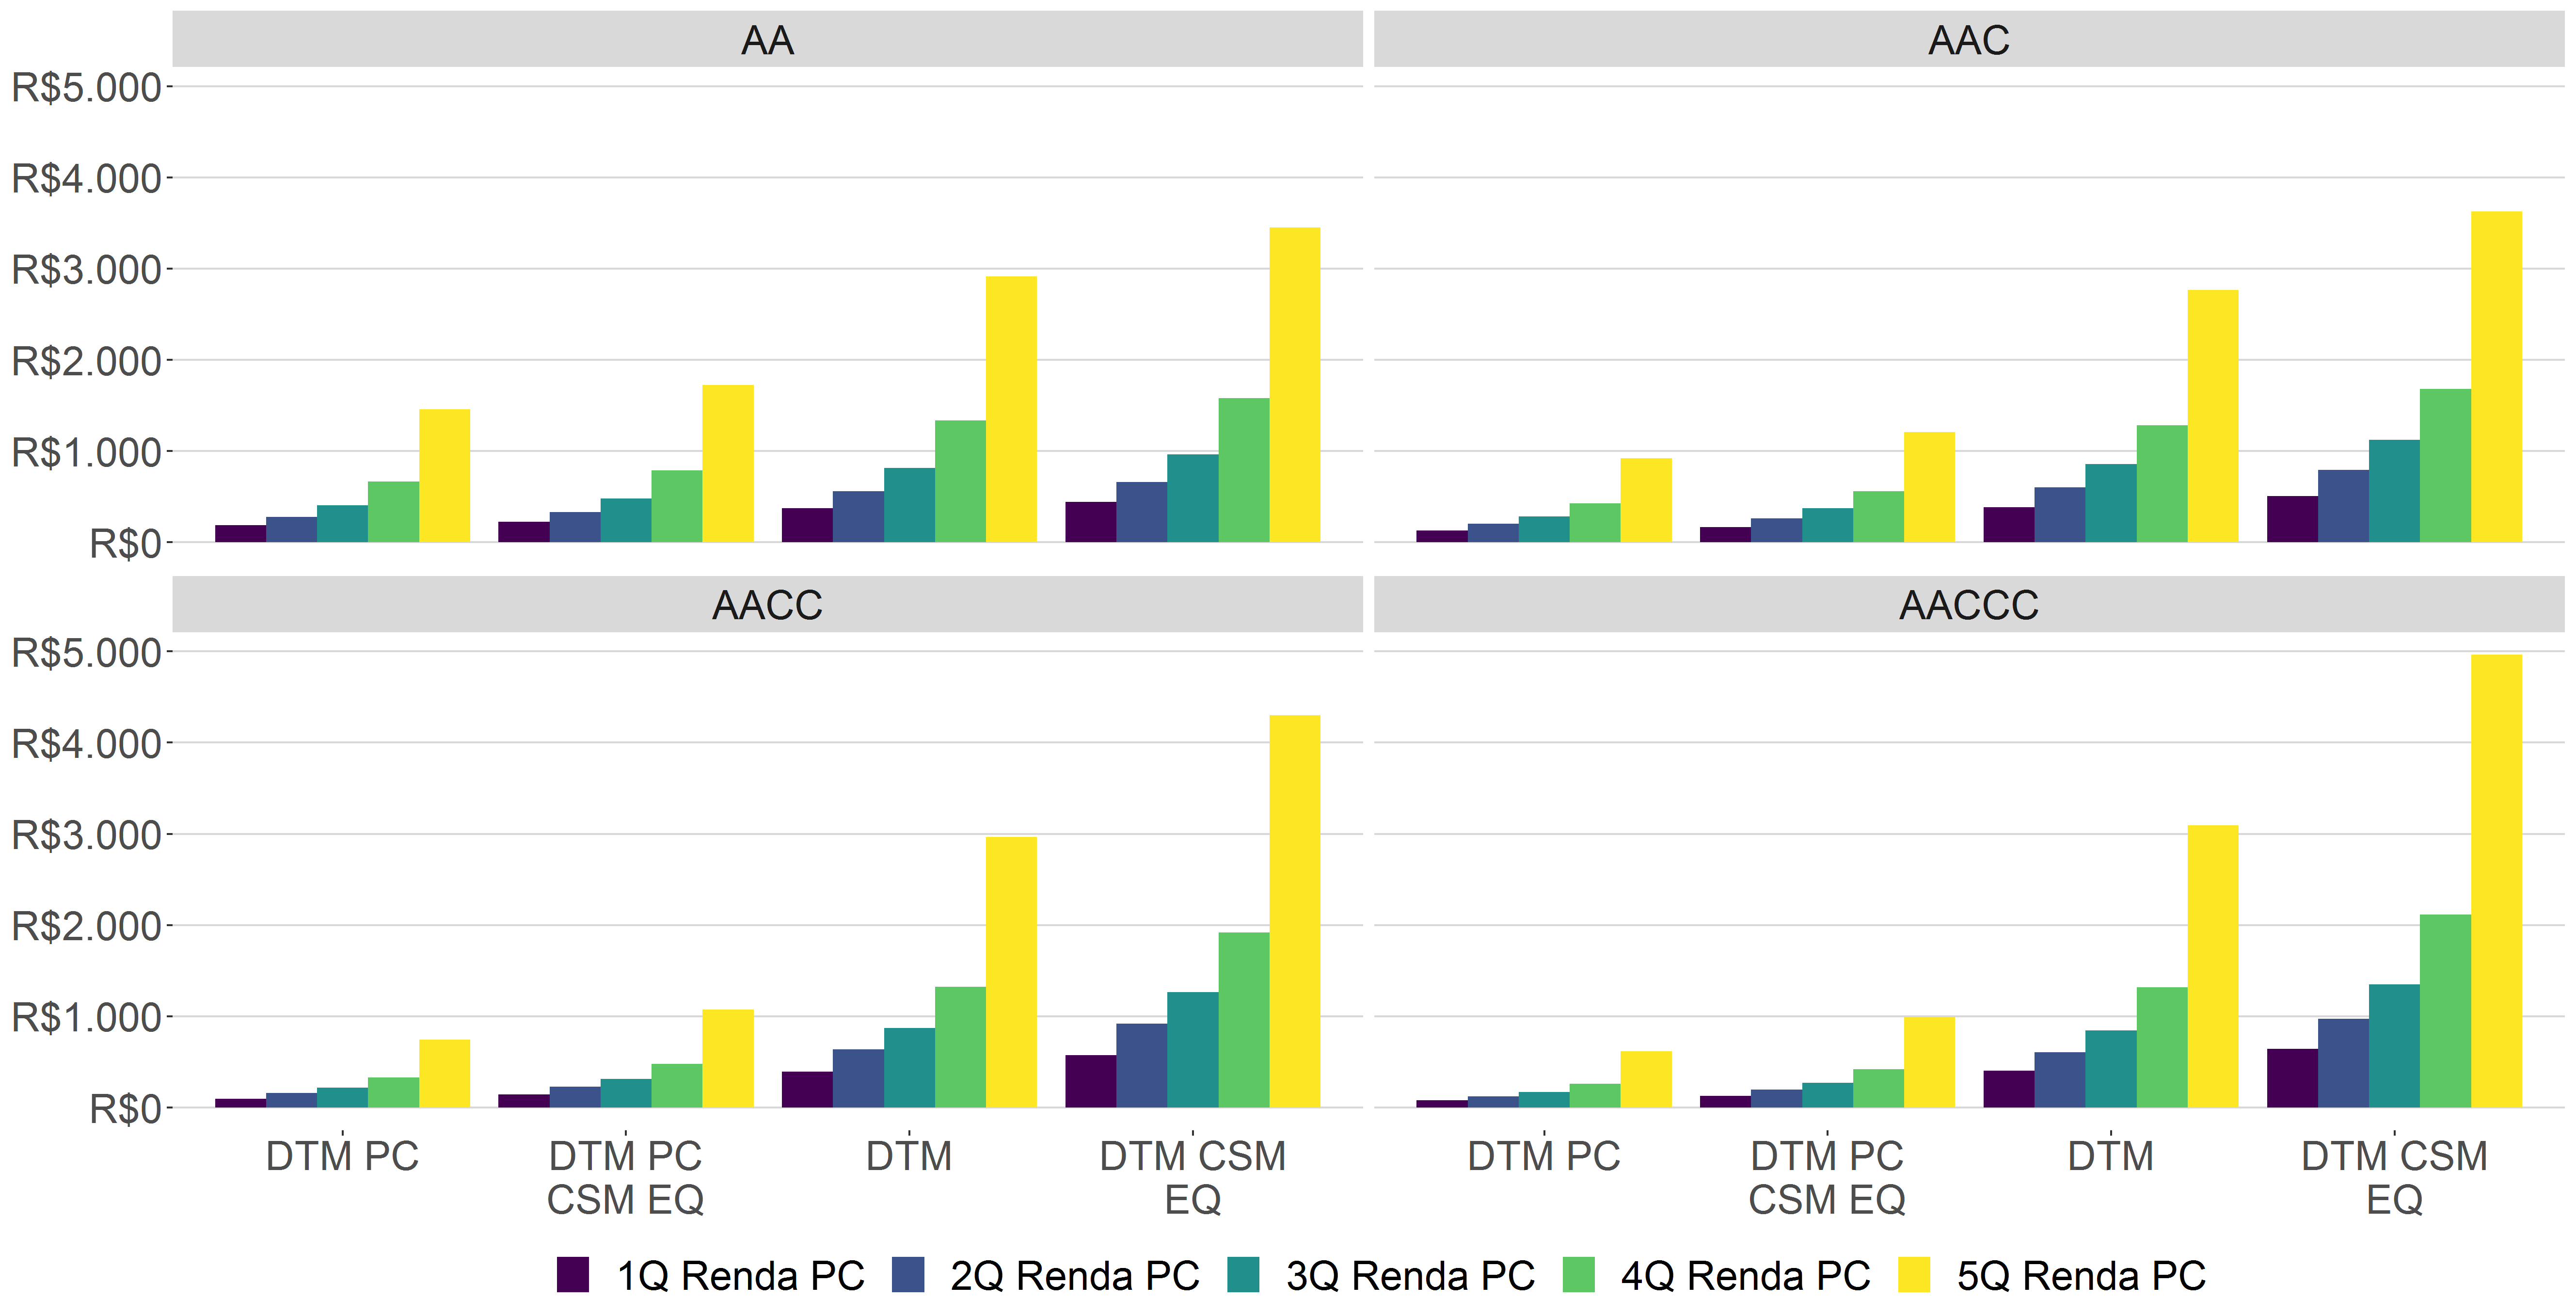 AA
AAC
R$5.000
R$4.000
R$3.000
R$2.000
R$1.000
R$0
AACC
AACCC
R$5.000
R$4.000
R$3.000
R$2.000
R$1.000
R$0
DTM PC
DTM PC
CSM EQ
DTM
DTM CSM
EQ
DTM PC
DTM PC
CSM EQ
DTM
DTM CSM
EQ
1Q Renda PC
2Q Renda PC
3Q Renda PC
4Q Renda PC
5Q Renda PC